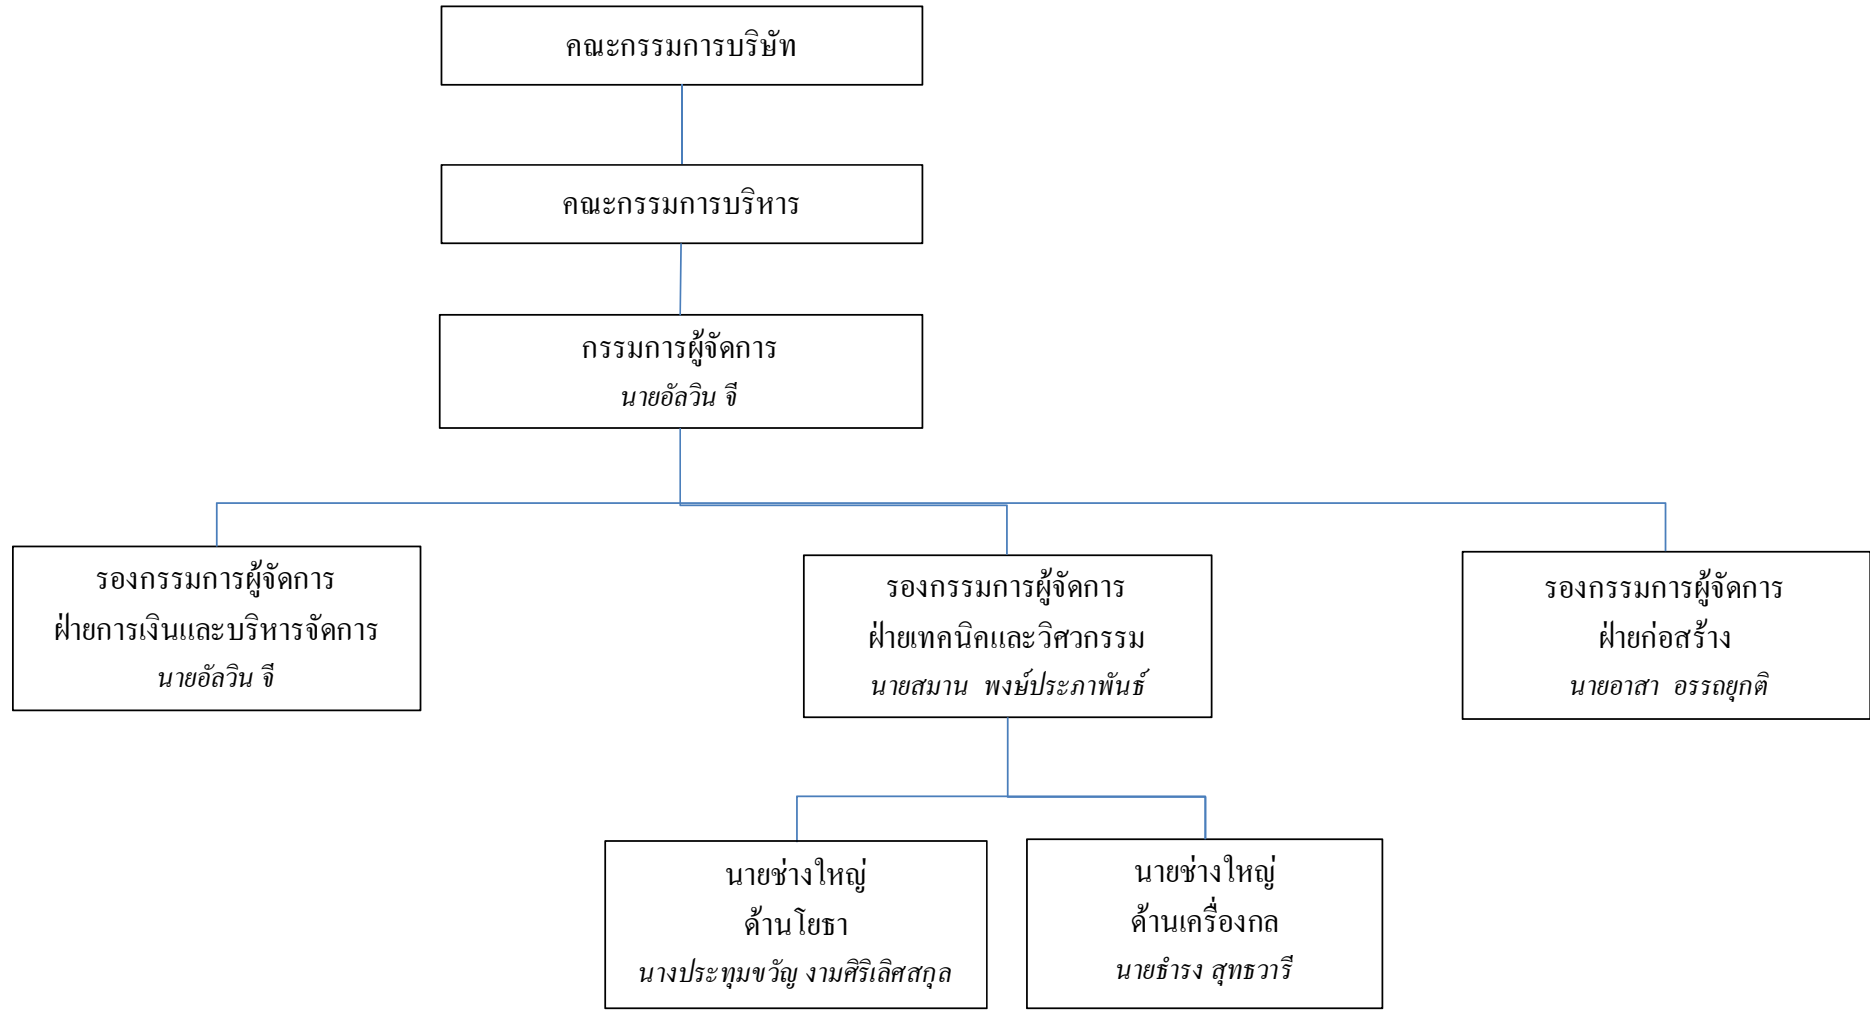 คณะกรรมการบริษัท
คณะกรรมการบริหาร
กรรมการผู้จัดการ
นายอัลวิน จี
รองกรรมการผู้จัดการ
ฝ่ายการเงินและบริหารจัดการ
นายอัลวิน จี
รองกรรมการผู้จัดการ
ฝ่ายเทคนิคและวิศวกรรม
นายสมาน พงษ์ประภาพันธ์
รองกรรมการผู้จัดการ
ฝ่ายก่อสร้าง
นายอาสา อรรถยุกติ
นายช่างใหญ่
ด้านโยธา
นางประทุมขวัญ งามศิริเลิศสกุล
นายช่างใหญ่
ด้านเครื่องกล
นายธำรง สุทธวารี